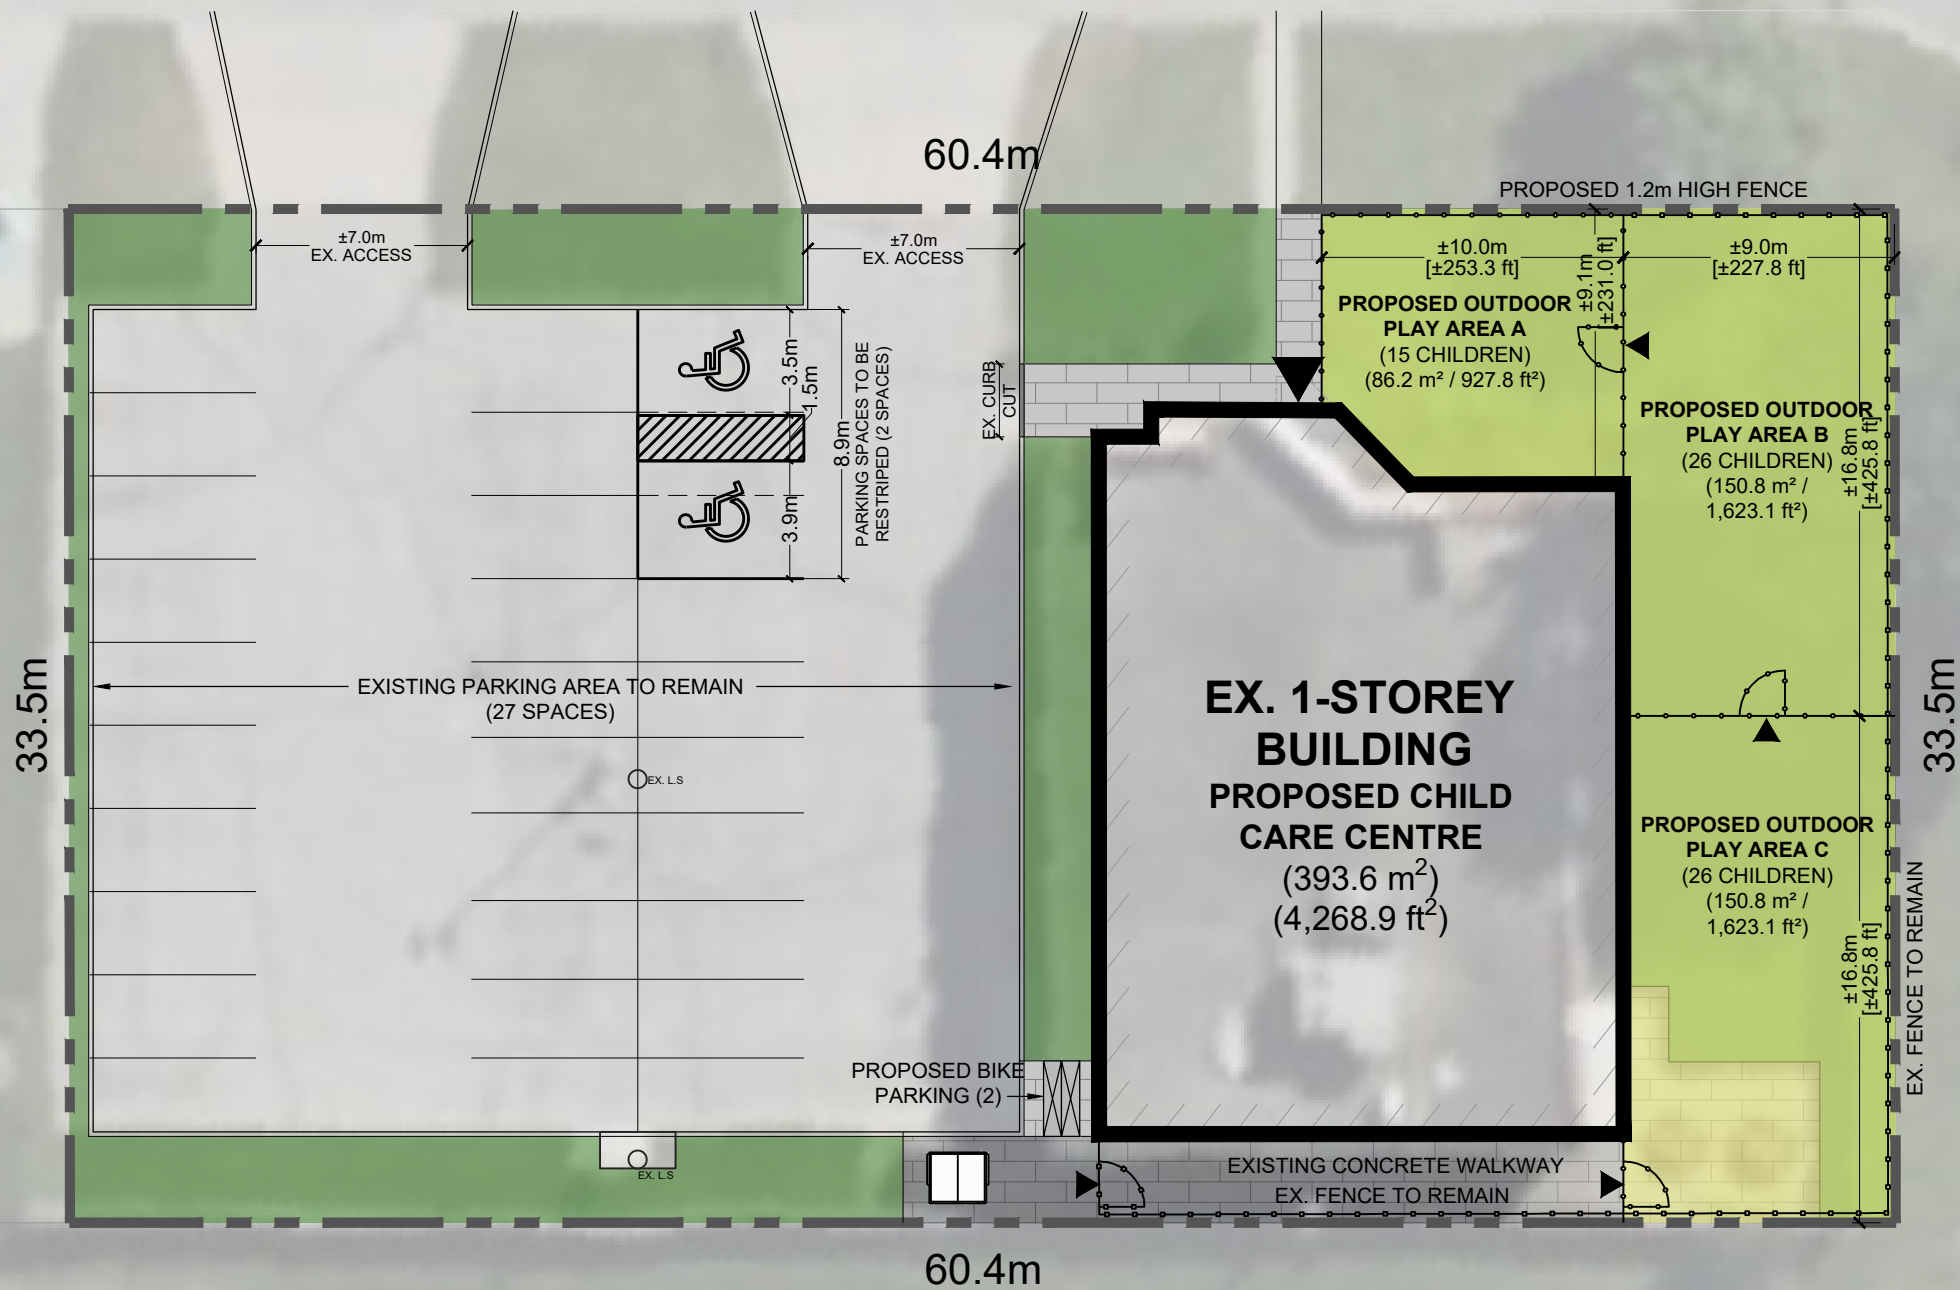 60.4m
PROPOSED 1.2m HIGH FENCE
±7.0m
EX. ACCESS
±7.0m
EX. ACCESS
±10.0m
[±253.3 ft]
±9.1m
[±231.0 ft]
±9.0m
[±227.8 ft]
PROPOSED OUTDOOR
PLAY AREA A
(15 CHILDREN)
(86.2 m² / 927.8 ft²)
3.5m
1.5m
3.9m
8.9m
PARKING SPACES TO BE
RESTRIPED (2 SPACES)
EX. CURB
CUT
PROPOSED OUTDOOR
PLAY AREA B
(26 CHILDREN)
(150.8 m² /
1,623.1 ft²)
±16.8m
[±425.8 ft]
33.5m
EXISTING PARKING AREA TO REMAIN
(27 SPACES)
EX. L.S
EX. 1-STOREY
BUILDING
PROPOSED CHILD
CARE CENTRE
(393.6 m²)
(4,268.9 ft²)
33.5m
PROPOSED OUTDOOR
PLAY AREA C
(26 CHILDREN)
(150.8 m² /
1,623.1 ft²)
±16.8m
[±425.8 ft]
EX. FENCE TO REMAIN
PROPOSED BIKE
PARKING (2)
EX. L.S
EXISTING CONCRETE WALKWAY
EX. FENCE TO REMAIN
60.4m